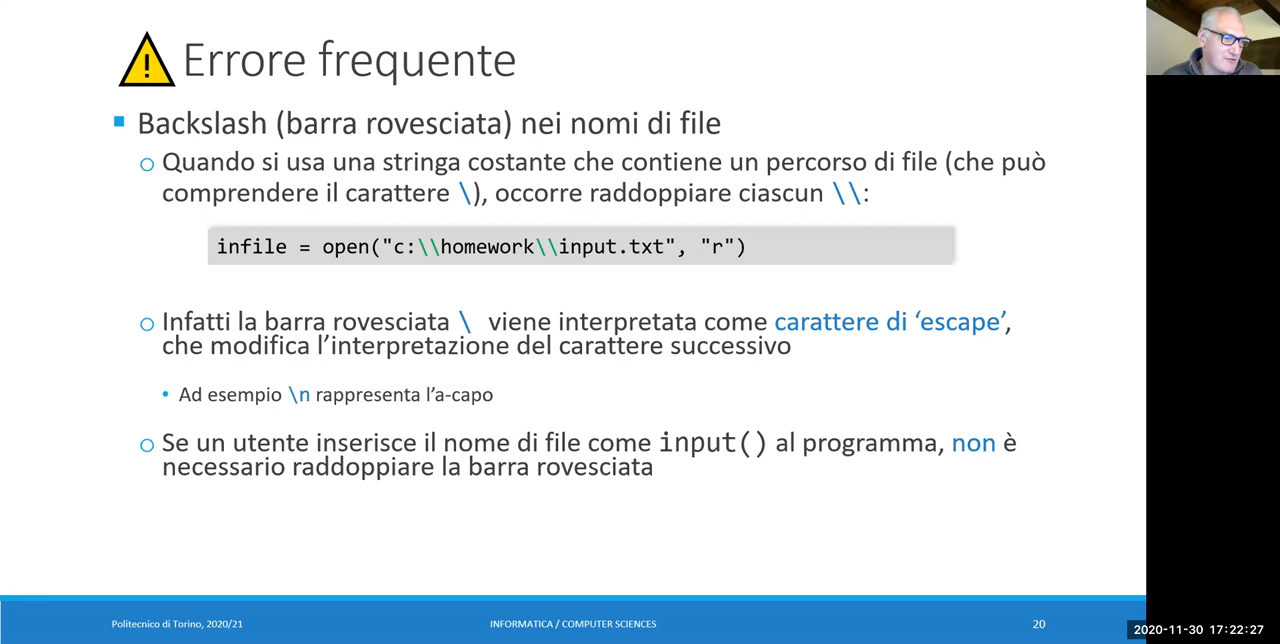 Errore frequente
Backslash (barra rovesciata) nei nomi di file
Quando si usa una stringa costante che contiene un percorso di file (che può
comprendere il carattere \), occorre raddoppiare ciascun \\:
infile = open("c:\\homework\\input.txt", "r")
Infatti la barra rovesciata \ viene interpretata come carattere di ‘escape’,
che modifica l’interpretazione del carattere successivo
Ad esempio \n rappresenta l’a-capo
Se un utente inserisce il nome di file come input() al programma, non è
necessario raddoppiare la barra rovesciata
Politecnico di Torino, 2020/21
INFORMATICA / COMPUTER SCIENCES
20
2020-11-30 17:22:27